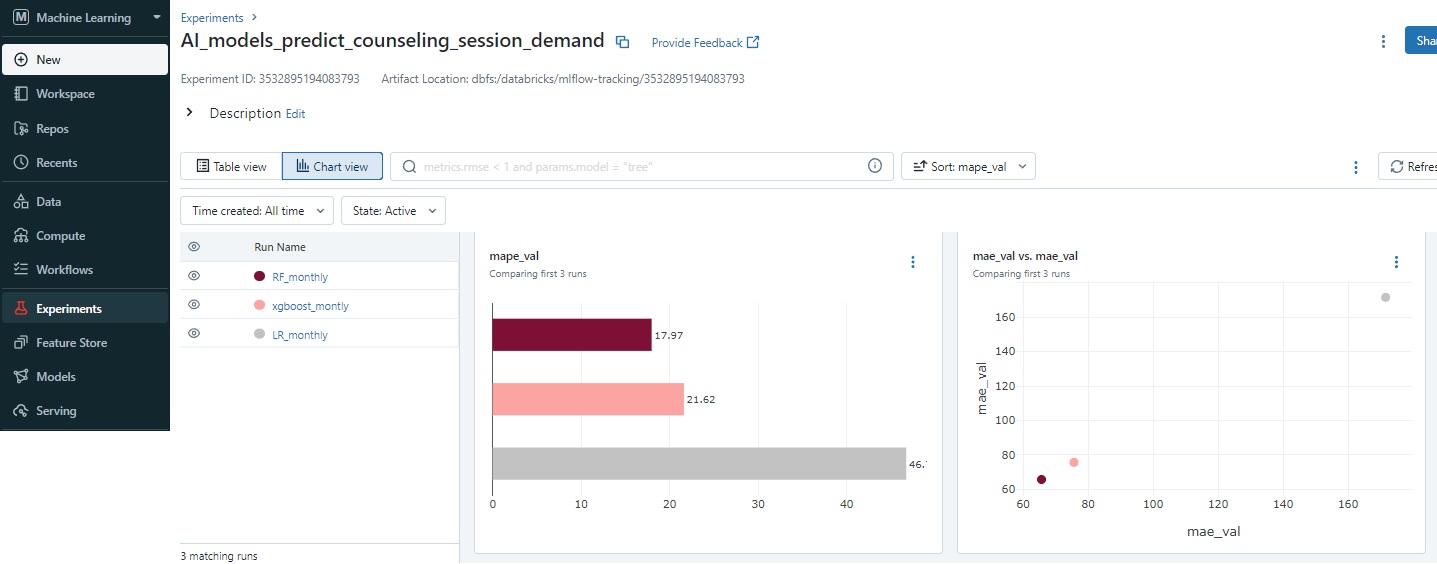 M Machine Learning
New
Workspace
Repos
Recents
Data
Compute
Workflows
Experiments
Feature Store
Models
Serving
Experiments
AI_models_predict_counseling_session_demand
Provide Feedback
Sha
Experiment ID: 3532895194083793 Artifact Location: dbfs:/databricks/mlflow-tracking/3532895194083793
Description Edit
Table view Chart view metrics.rmse < 1 and params.model = "tree" Sort: mape_val Refre
Time created: All time State: Active
Run Name
RF_monthly
xgboost_montly
LR_monthly
3 matching runs
mape_val
Comparing first 3 runs
17.97
21.62
46.
0 10 20 30 40
mae_val vs. mae_val
Comparing first 3 runs
160
140
120
100
80
60
mae_val
60 80 100 120 140 160
mae_val